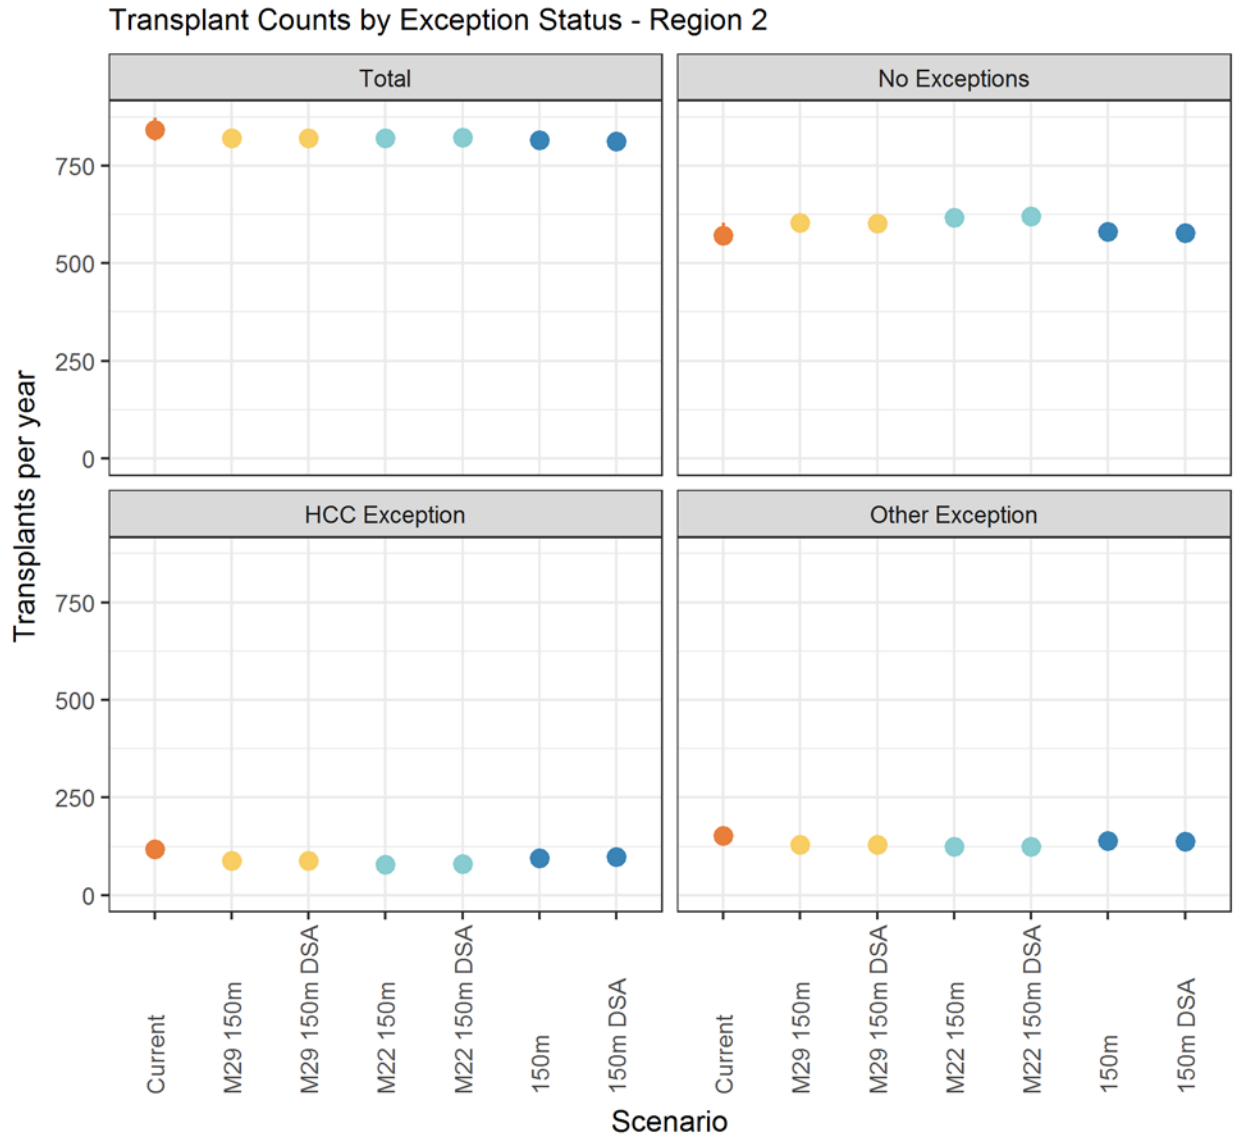 Transplant Counts by Exception Status - Region 2
Total
No Exceptions
750
500
250
0
HCC Exception
Other Exception
750
500
250
0
Transplants per year
Current
M29 150m
M29 150m DSA
M22 150m
M22 150m DSA
150m
150m DSA
Current
M29 150m
M29 150m DSA
M22 150m
M22 150m DSA
150m
150m DSA
Scenario